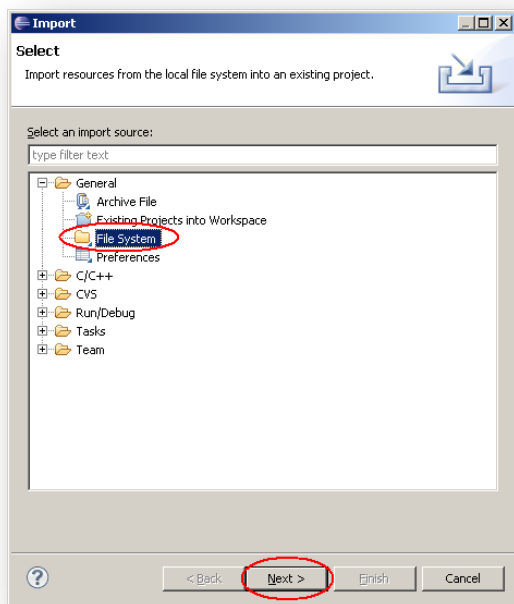 Import
Select
Import resources from the local file system into an existing project.
Select an import source:
type filter text
General
Archive File
Existing Projects into Workspace
File System
Preferences
C/C++
CVS
Run/Debug
Tasks
Team
? < Back Next > Finish Cancel